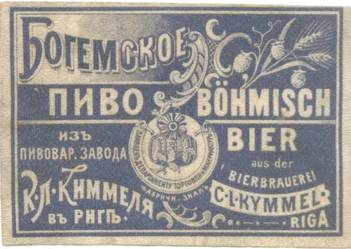 БОГЕМСКОЕ
ПИВО
ИЗЪ
ПИВОВАР. ЗАВОДА
К. Л. КИММЕЛЯ
ВЪ РИГѢ.
BÖHMISCH
BIER
aus der
BIERBRAUEREI
C. L. KYMMEL
RIGA